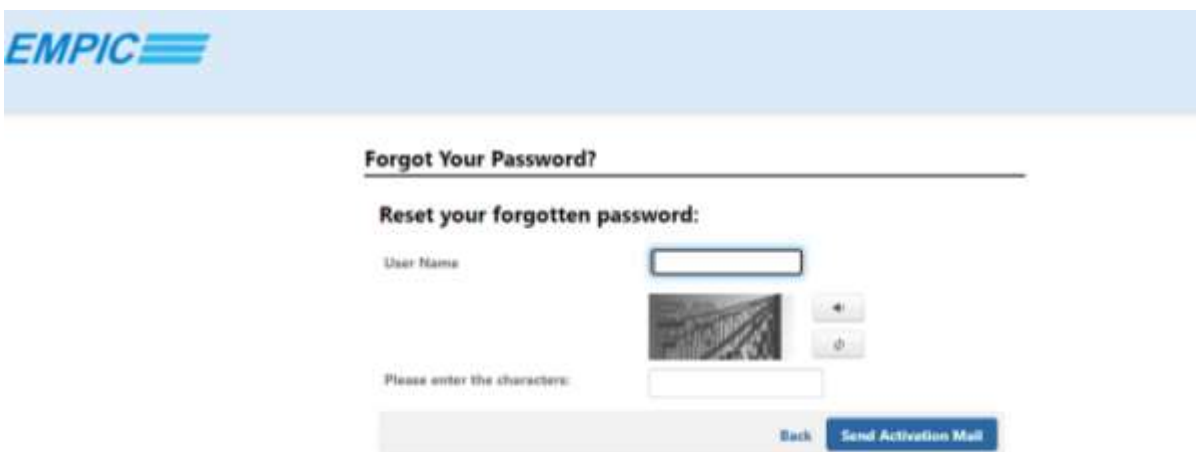 EMPIC
Forgot Your Password?
Reset your forgotten password:
User Name
Please enter the characters:
Back Send Activation Mail